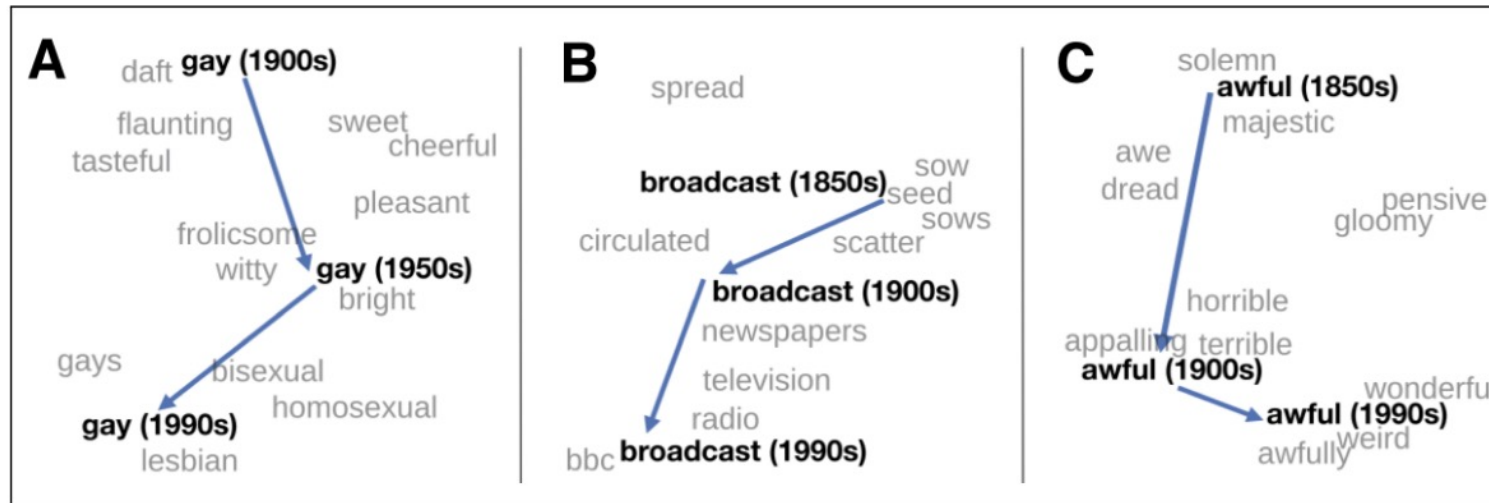 A
daft gay (1900s)
flaunting
sweet
cheerful
tasteful
pleasant
frolicsome
witty
gay (1950s)
bright
gays
bisexual
homosexual
gay (1990s)
lesbian
B
spread
broadcast (1850s)
sow
seed
sows
circulated
scatter
broadcast (1900s)
newspapers
television
radio
bbc broadcast (1990s)
C
solemn
awful (1850s)
majestic
awe
dread
pensive
gloomy
horrible
appalling terrible
awful (1900s)
wonderfu
awful (1990s)
weird
awfully